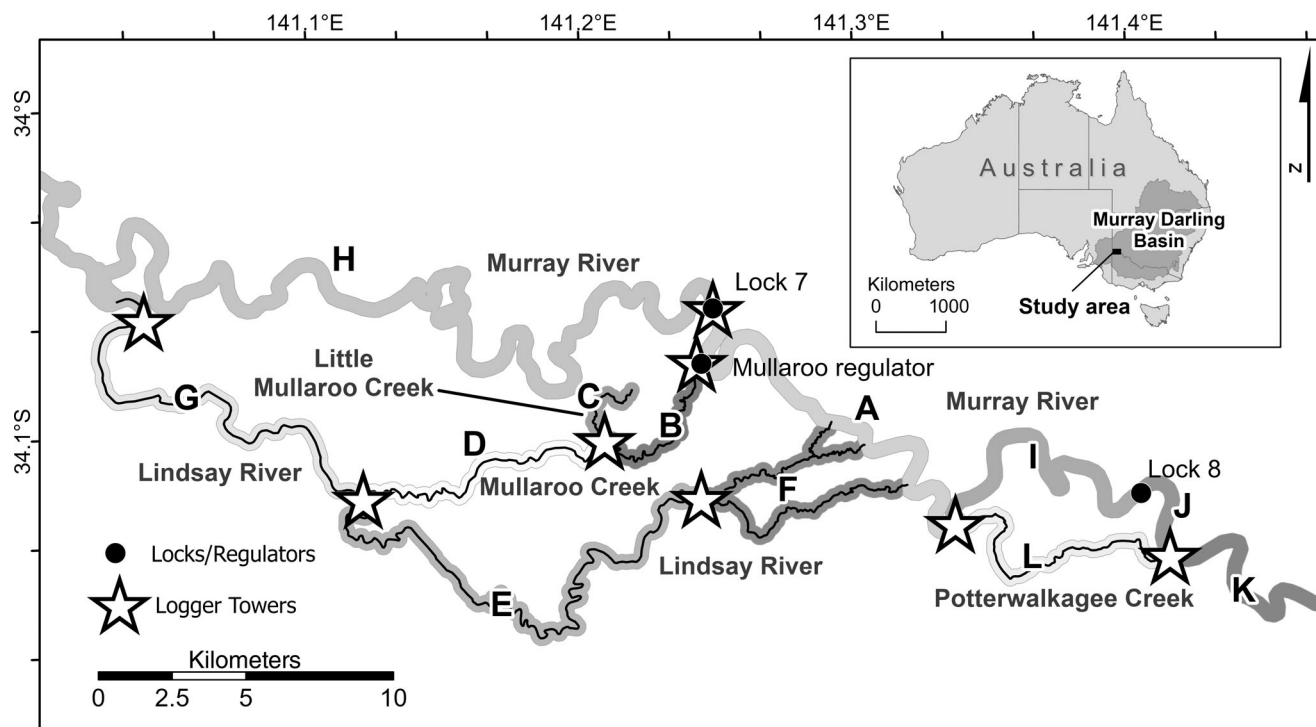 141.1°E
141.2°E
141.3°E
141.4°E
34°S
34.1°S
N
Australia
Murray Darling
Basin
Kilometers
0 1000
Study area
H
Murray River
Lock 7
Mullaroo regulator
Little
Mullaroo Creek
C
B
A
Murray River
G
D
I
Lock 8
Lindsay River
Mullaroo Creek
F
J
Lindsay River
L
E
Potterwalkagee Creek
K
Locks/Regulators
Logger Towers
Kilometers
0 2.5 5 10